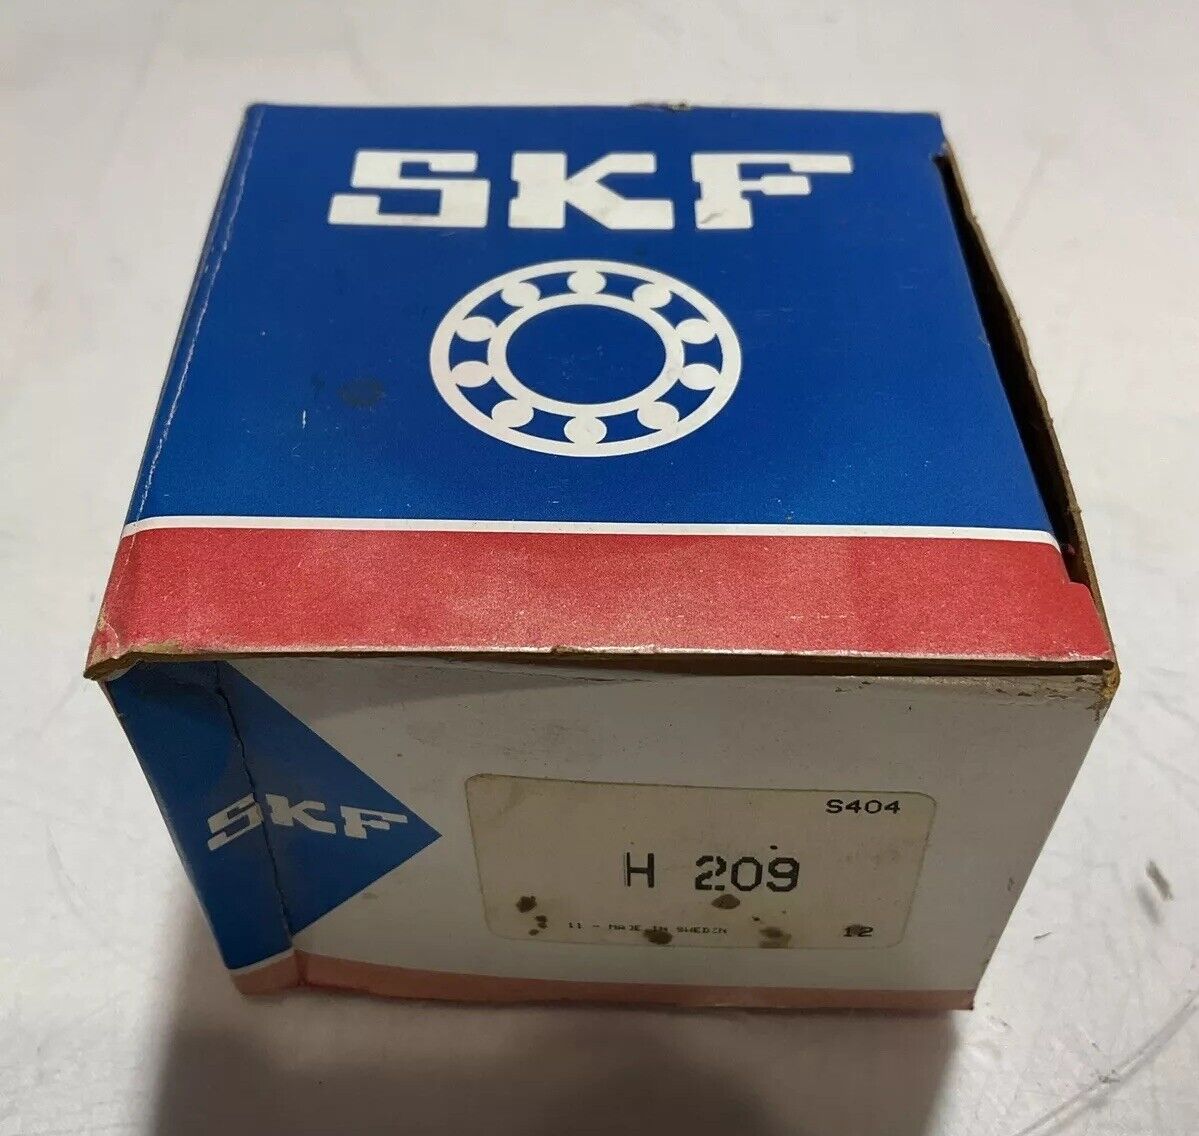 SKF
SKF
S404
H 209
11 - MADE IN SWEDEN
12